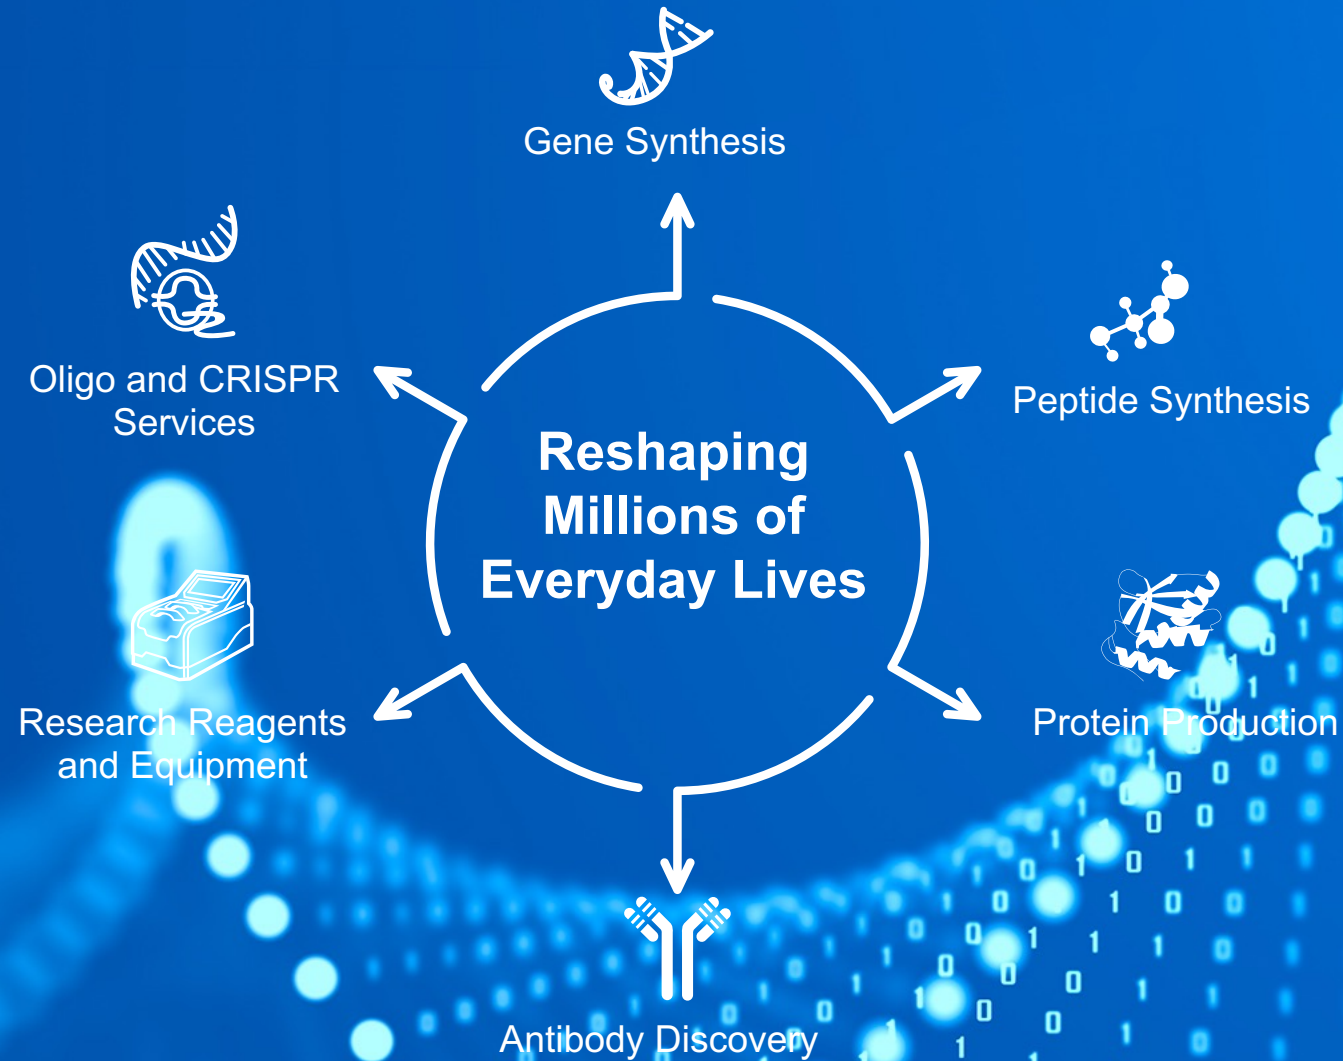 Gene Synthesis
Oligo and CRISPR
Services
Peptide Synthesis
Reshaping
Millions of
Everyday Lives
Research Reagents
and Equipment
Protein Production
Antibody Discovery